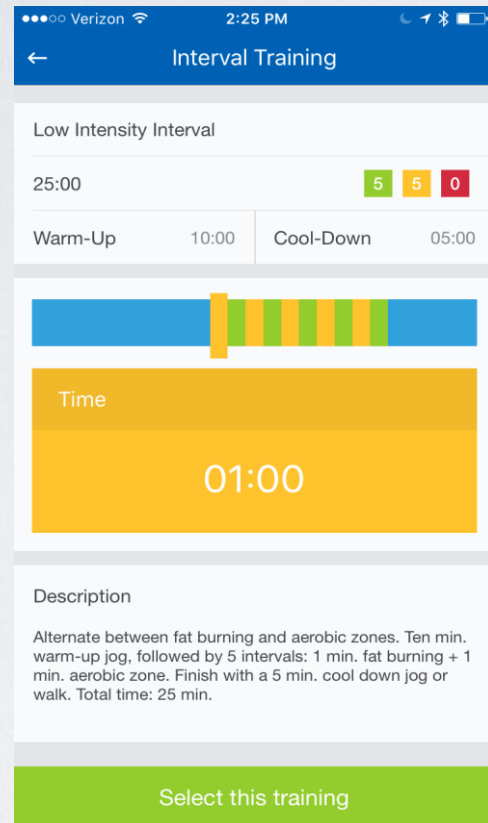 Verizon 2:25 PM
Interval Training
Low Intensity Interval
25:00 5 5 0
Warm-Up 10:00 Cool-Down 05:00
Time
01:00
Description
Alternate between fat burning and aerobic zones. Ten min.
warm-up jog, followed by 5 intervals: 1 min. fat burning + 1
min. aerobic zone. Finish with a 5 min. cool down jog or
walk. Total time: 25 min.
Select this training